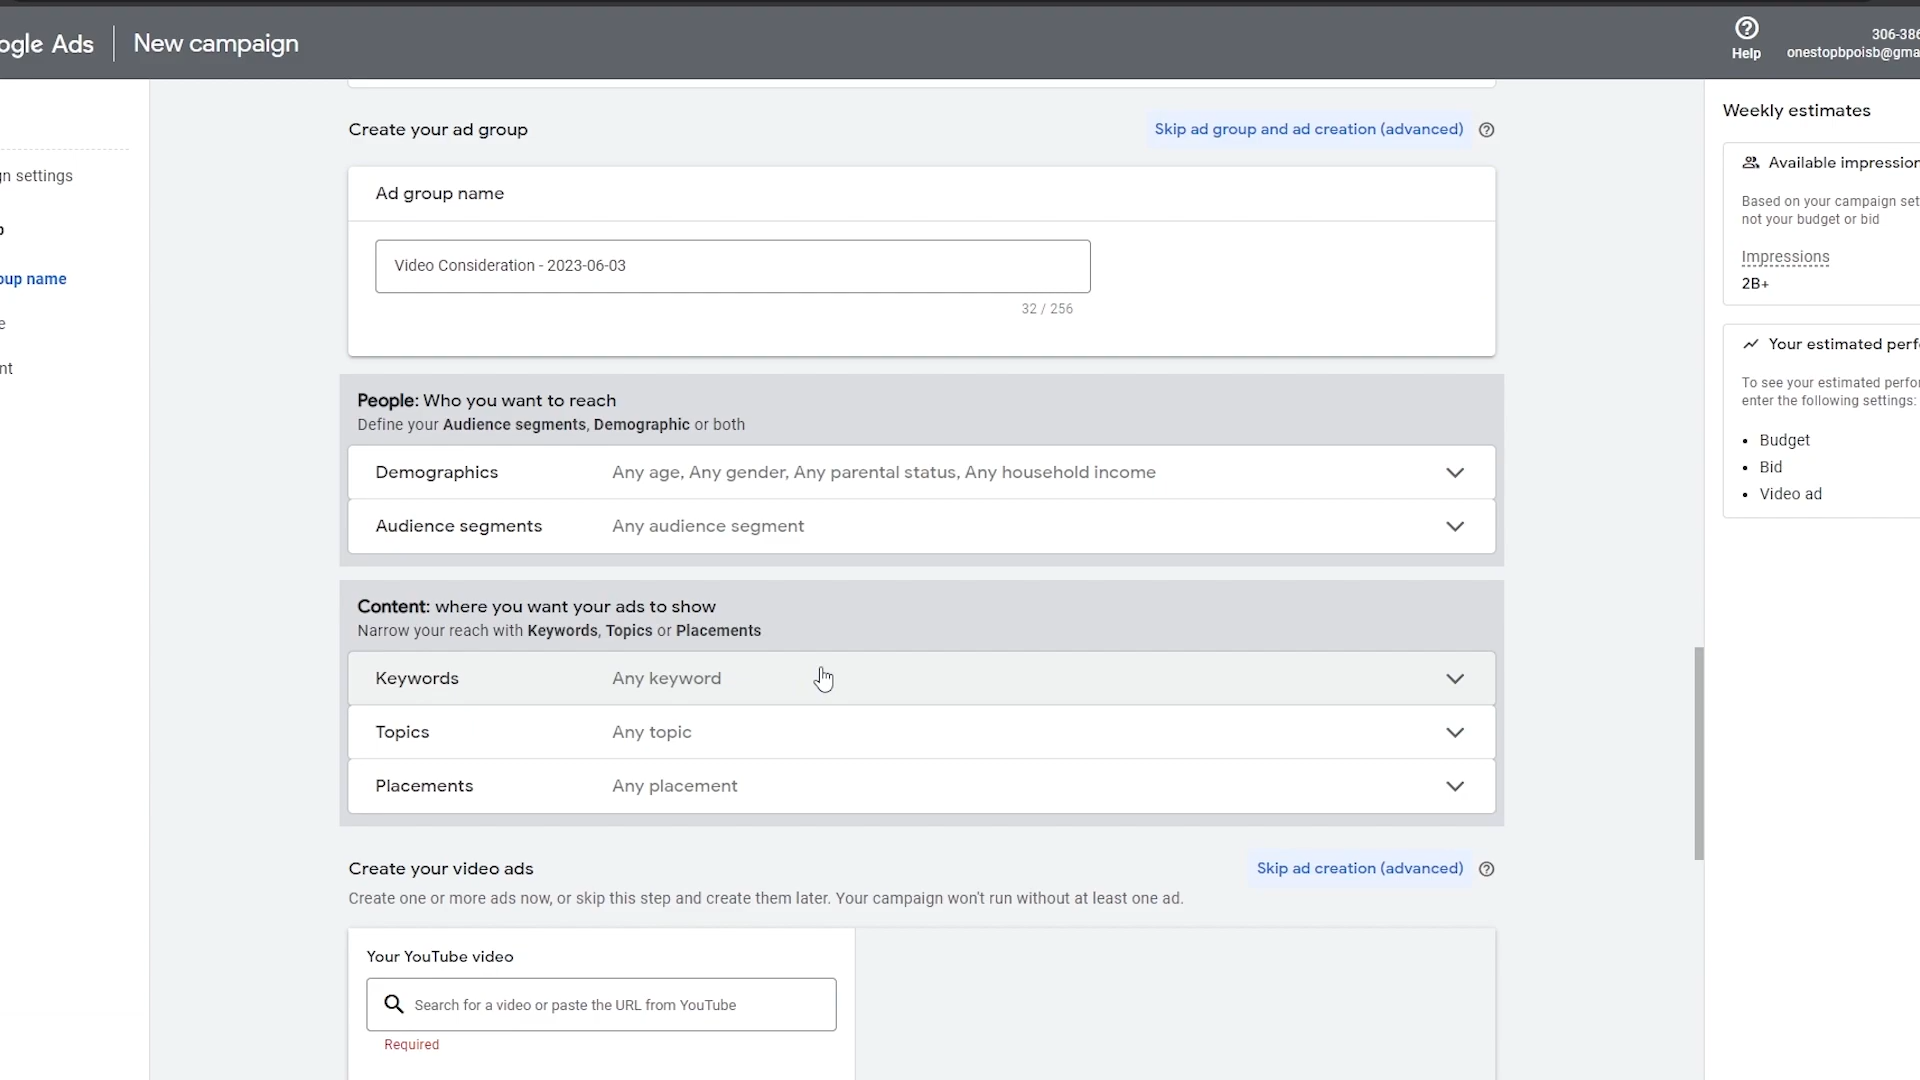 ogle Ads New campaign
Help
306-386
onestopbpoisb@gma
gn settings
oup name
e
nt
Create your ad group
Skip ad group and ad creation (advanced)
Ad group name
Video Consideration - 2023-06-03
32 / 256
People: Who you want to reach
Define your Audience segments, Demographic or both
Demographics Any age, Any gender, Any parental status, Any household income
Audience segments Any audience segment
Content: where you want your ads to show
Narrow your reach with Keywords, Topics or Placements
Keywords Any keyword
Topics Any topic
Placements Any placement
Create your video ads
Skip ad creation (advanced)
Create one or more ads now, or skip this step and create them later. Your campaign won't run without at least one ad.
Your YouTube video
Search for a video or paste the URL from YouTube
Required
Weekly estimates
Available impression
Based on your campaign set
not your budget or bid
Impressions
2B+
Your estimated perfo
To see your estimated perfor
enter the following settings:
• Budget
• Bid
• Video ad